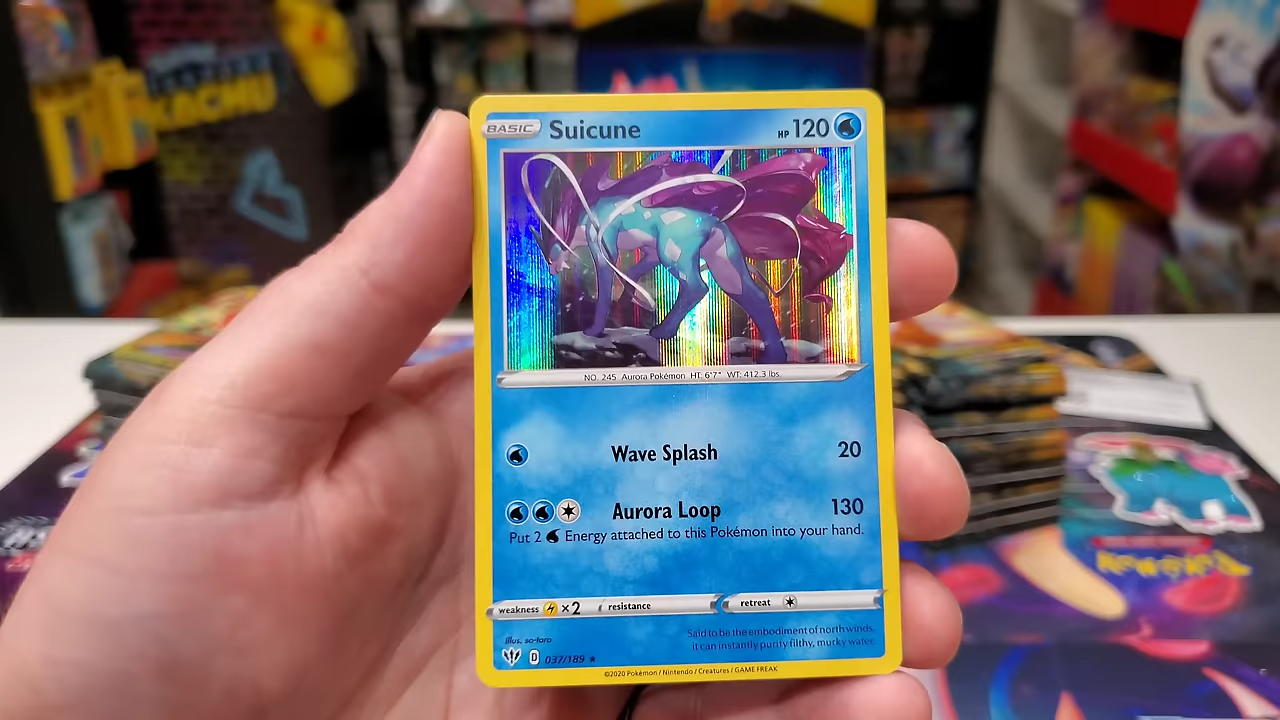 PIKACHU
BASIC Suicune HP 120
NO. 245 Aurora Pokémon HT: 6'7" WT: 412.3 lbs.
Wave Splash 20
Aurora Loop 130
Put 2 Energy attached to this Pokémon into your hand.
weakness ×2 resistance retreat
Illus. so-taro
Said to be the embodiment of north winds,
it can instantly purify filthy, murky water.
D 037/189 ★
©2020 Pokémon / Nintendo / Creatures / GAME FREAK